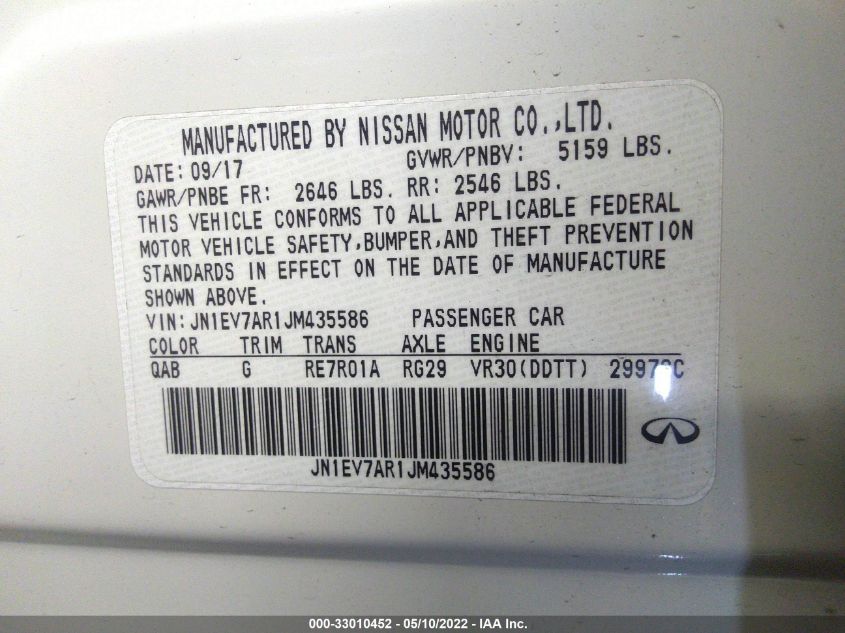 MANUFACTURED BY NISSAN MOTOR CO.,LTD.
DATE: 09/17 GVWR/PNBV: 5159 LBS.
GAWR/PNBE FR: 2646 LBS. RR: 2546 LBS.
THIS VEHICLE CONFORMS TO ALL APPLICABLE FEDERAL
MOTOR VEHICLE SAFETY,BUMPER,AND THEFT PREVENTION
STANDARDS IN EFFECT ON THE DATE OF MANUFACTURE
SHOWN ABOVE.
VIN: JN1EV7AR1JM435586 PASSENGER CAR
COLOR TRIM TRANS AXLE ENGINE
QAB G RE7R01A RG29 VR30(DDTT)
JN1EV7AR1JM435586
000-33010452 - 05/10/2022 - IAA Inc.